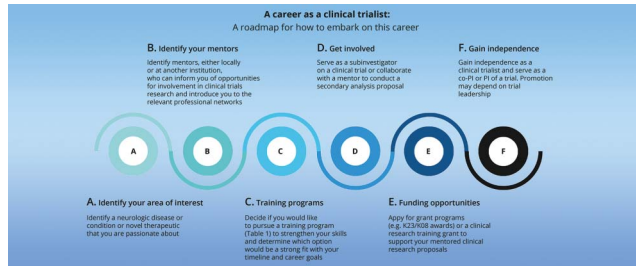 A career as a clinical trialist:
A roadmap for how to embark on this career
B. Identify your mentors
Identify mentors, either locally
or at another institution,
who can inform you of opportunities
for involvement in clinical trials
research and introduce you to the
relevant professional networks
D. Get involved
Serve as a subinvestigator
on a clinical trial or collaborate
with a mentor to conduct a
secondary analysis proposal
F. Gain independence
Gain independence as a
clinical trialist and serve as a
co-PI or PI of a trial. Promotion
may depend on trial
leadership
A
B
C
D
E
F
A. Identify your area of interest
Identify a neurologic disease or
condition or novel therapeutic
that you are passionate about
C. Training programs
Decide if you would like
to pursue a training program
(Table 1) to strengthen your skills
and determine which option
would be a strong fit with your
timeline and career goals
E. Funding opportunities
Appy for grant programs
(e.g. K23/K08 awards) or a clinical
research training grant to
support your mentored clinical
research proposals